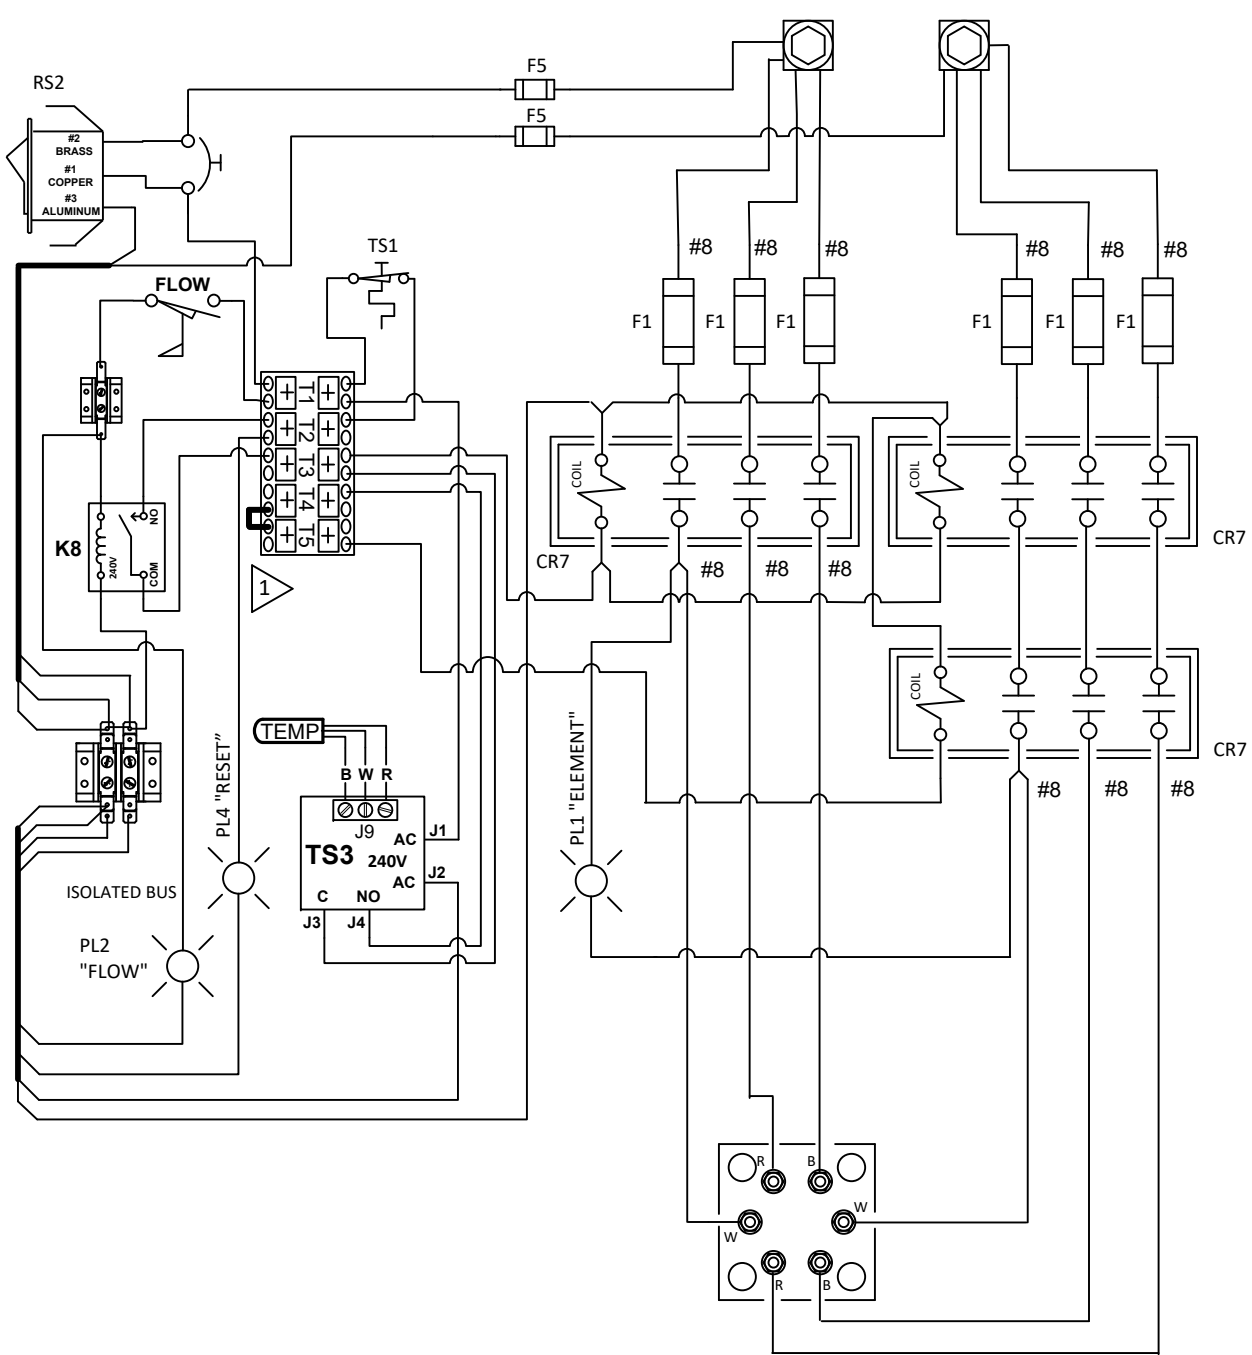 F5
F5
RS2
#2
BRASS
#1
COPPER
#3
ALUMINUM
TS1
FLOW
#8
#8
#8
#8
#8
#8
F1
F1
F1
F1
F1
F1
T1
T2
T3
T4
T5
COIL
COIL
K8
240V
NO
COM
1
CR7
#8
#8
#8
CR7
COIL
CR7
#8
#8
#8
TEMP
B W R
J9
TS3
240V
AC
J1
AC
J2
C
NO
J3
J4
PL4 "RESET"
PL1 "ELEMENT"
ISOLATED BUS
PL2
"FLOW"
R
B
W
W
R
B